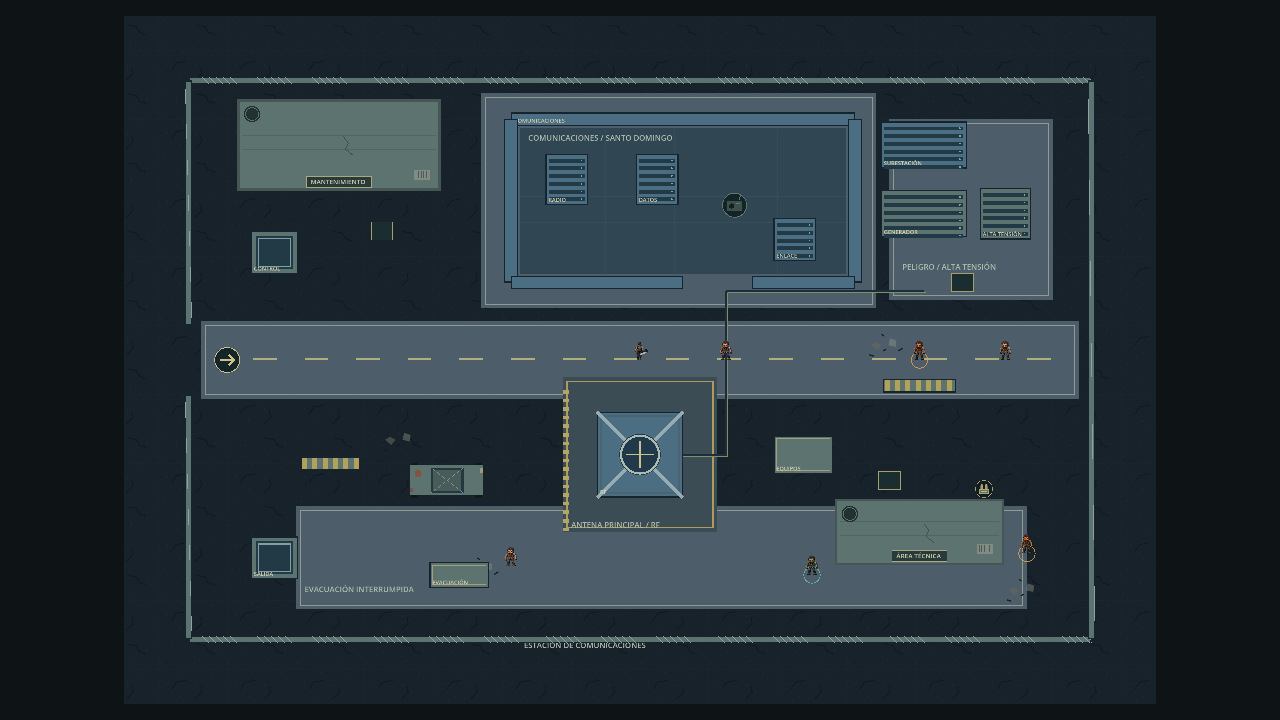 OMUNICACIONES
COMUNICACIONES / SANTO DOMINGO
SUBESTACIÓN
MANTENIMIENTO
RADIO
DATOS
GENERADOR
ALTA TENSIÓN
ENLACE
CONTROL
PELIGRO / ALTA TENSIÓN
EQUIPOS
ANTENA PRINCIPAL / RF
ÁREA TÉCNICA
SALIDA
EVACUACIÓN
EVACUACIÓN INTERRUMPIDA
ESTACIÓN DE COMUNICACIONES